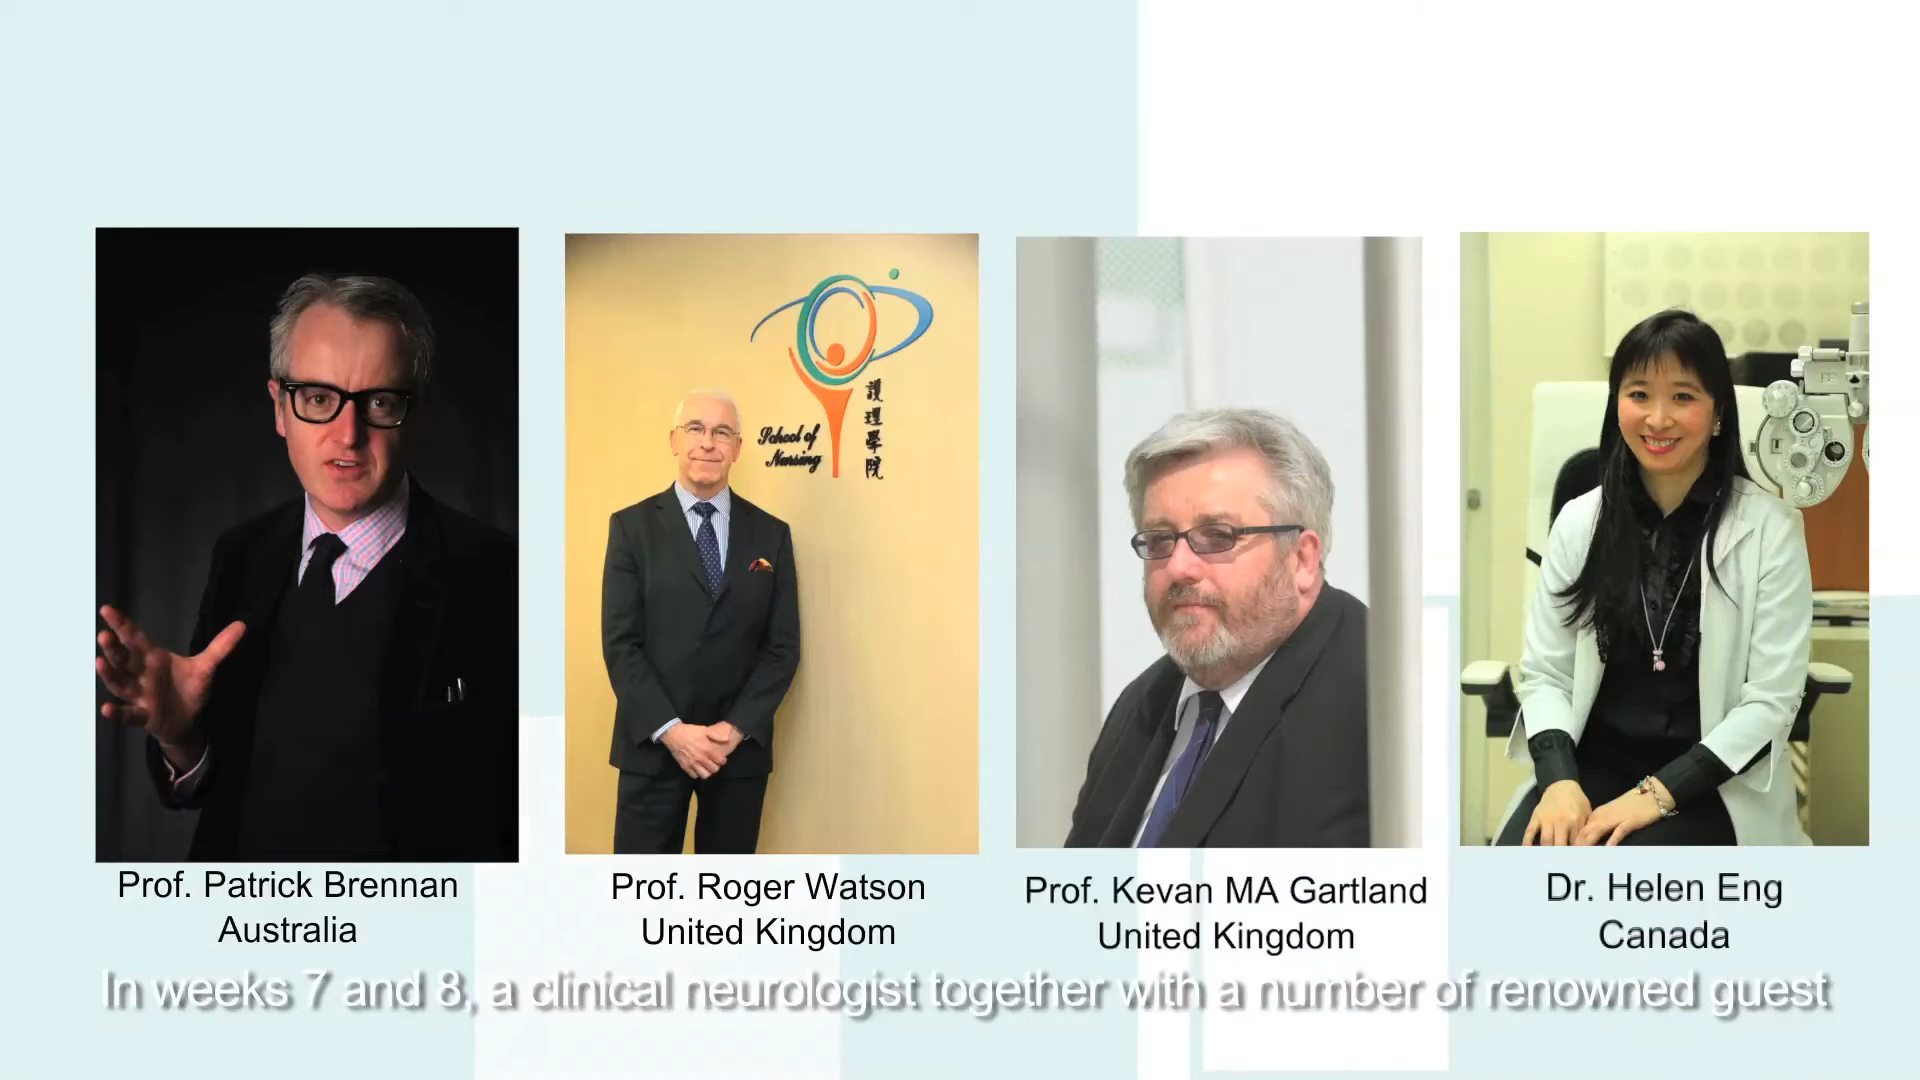 School of
Nursing
護理學院
Prof. Patrick Brennan
Australia
Prof. Roger Watson
United Kingdom
Prof. Kevan MA Gartland
United Kingdom
Dr. Helen Eng
Canada
In weeks 7 and 8, a clinical neurologist together with a number of renowned guest